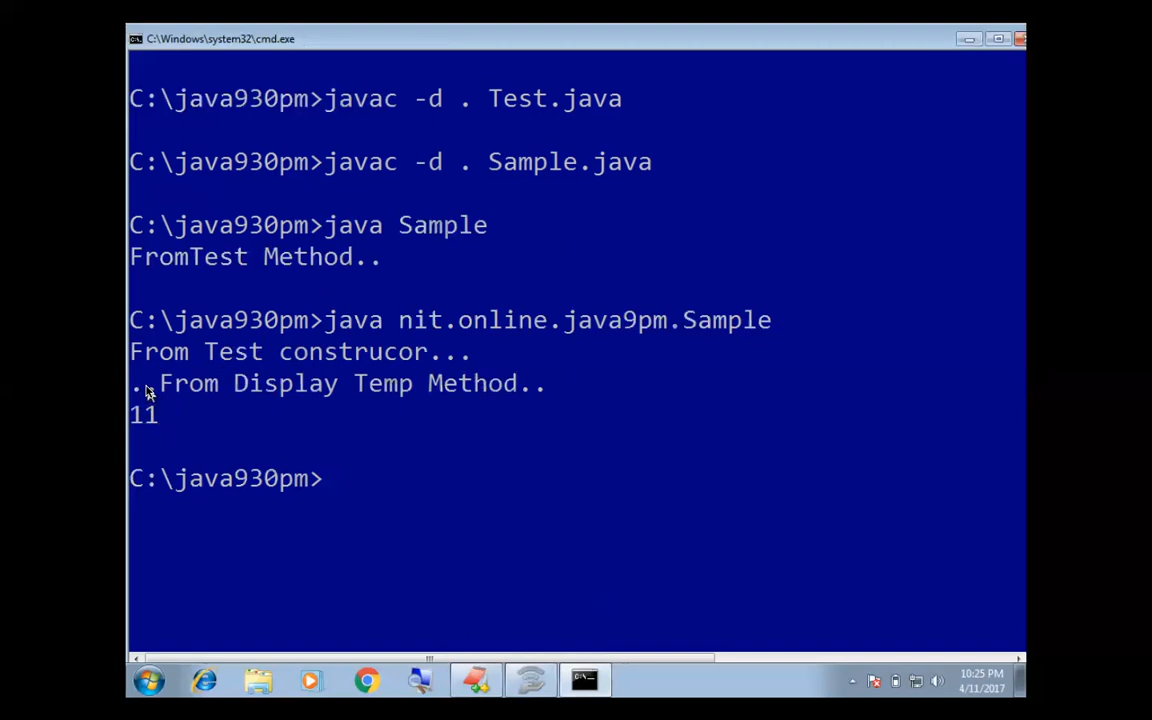 C:\Windows\system32\cmd.exe
C:\java930pm>javac -d . Test.java
C:\java930pm>javac -d . Sample.java
C:\java930pm>java Sample
FromTest Method..
C:\java930pm>java nit.online.java9pm.Sample
From Test construcor...
..From Display Temp Method..
11
C:\java930pm>
10:25 PM
4/11/2017